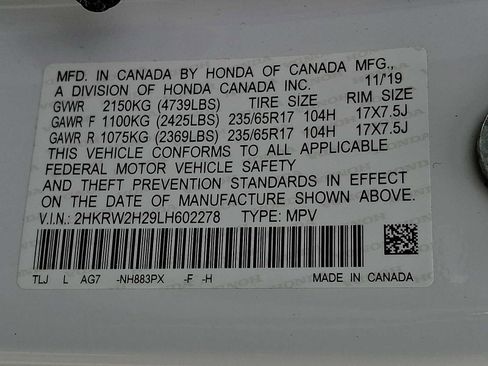 MFD. IN CANADA BY HONDA OF CANADA MFG.,
A DIVISION OF HONDA CANADA INC. 11/19
GVWR 2150KG (4739LBS) TIRE SIZE RIM SIZE
GAWR F 1100KG (2425LBS) 235/65R17 104H 17X7.5J
GAWR R 1075KG (2369LBS) 235/65R17 104H 17X7.5J
THIS VEHICLE CONFORMS TO ALL APPLICABLE
FEDERAL MOTOR VEHICLE SAFETY
AND THEFT PREVENTION STANDARDS IN EFFECT
ON THE DATE OF MANUFACTURE SHOWN ABOVE.
V.I.N.: 2HKRW2H29LH602278 TYPE: MPV
TLJ L AG7 -NH883PX -F -H MADE IN CANADA